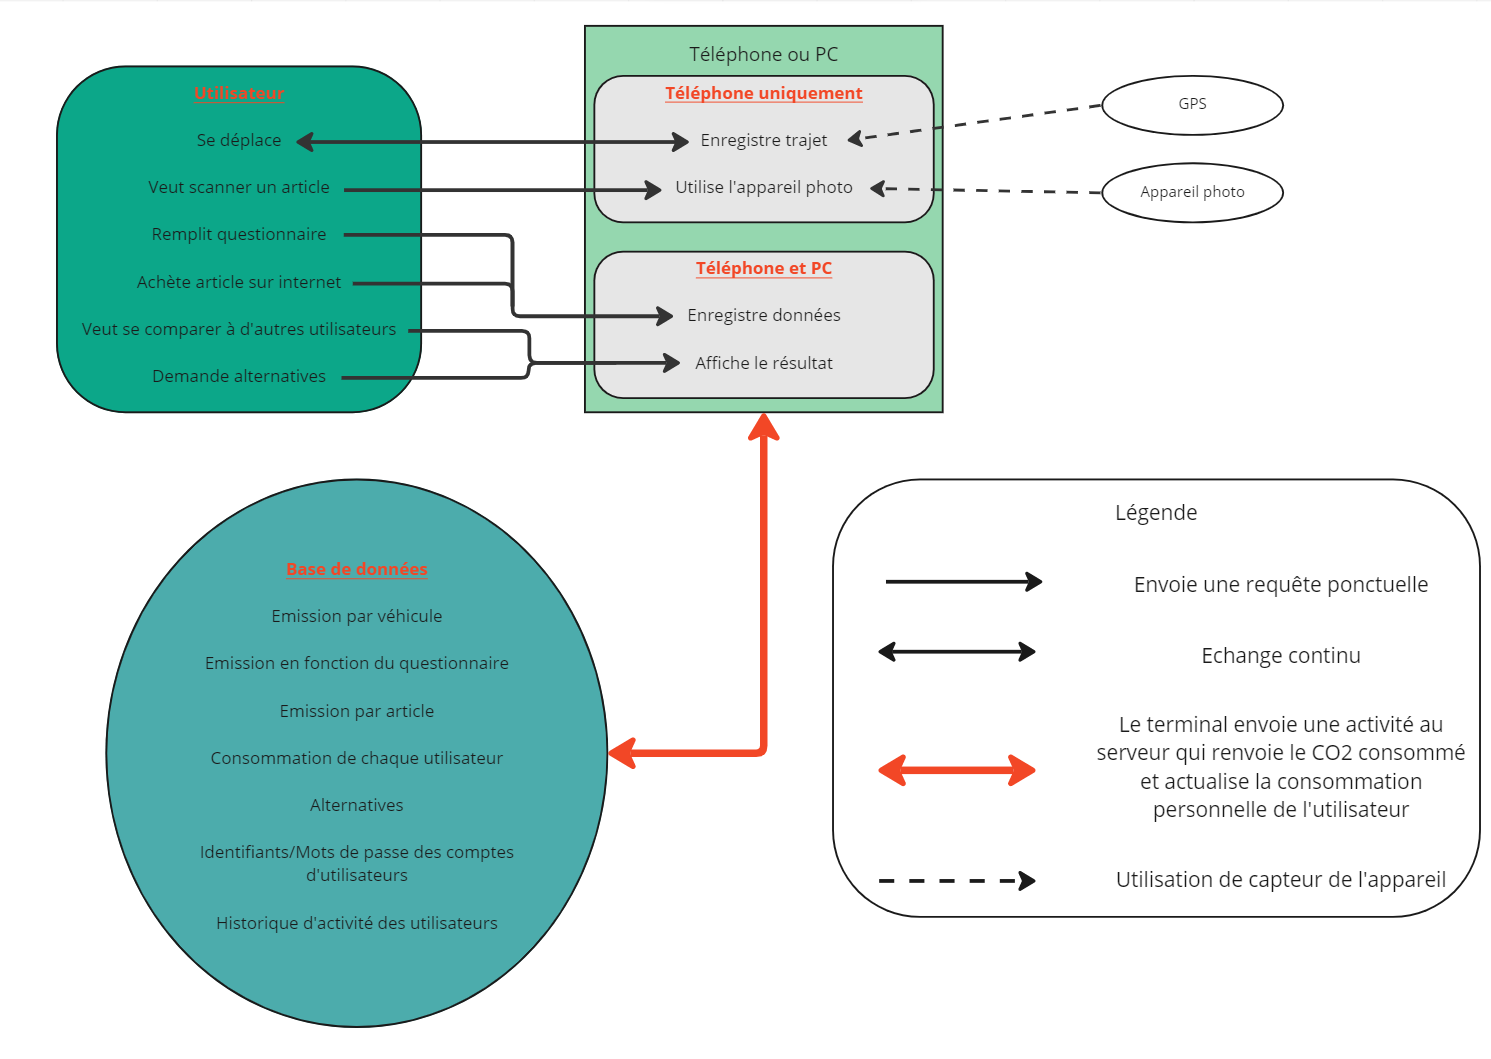 Utilisateur
Se déplace
Veut scanner un article
Remplit questionnaire
Achète article sur internet
Veut se comparer à d'autres utilisateurs
Demande alternatives
Téléphone ou PC
Téléphone uniquement
Enregistre trajet
Utilise l'appareil photo
Téléphone et PC
Enregistre données
Affiche le résultat
GPS
Appareil photo
Base de données
Emission par véhicule
Emission en fonction du questionnaire
Emission par article
Consommation de chaque utilisateur
Alternatives
Identifiants/Mots de passe des comptes
d'utilisateurs
Historique d'activité des utilisateurs
Légende
Envoie une requête ponctuelle
Echange continu
Le terminal envoie une activité au
serveur qui renvoie le CO2 consommé
et actualise la consommation
personnelle de l'utilisateur
Utilisation de capteur de l'appareil